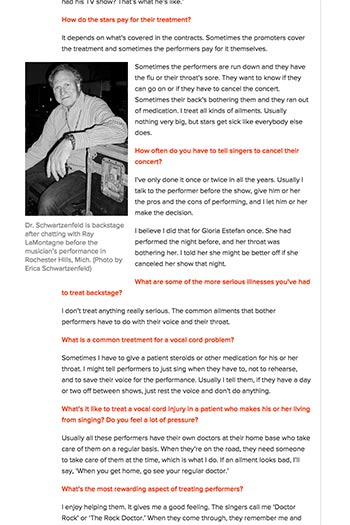 had his TV show? That's what he's like.'
How do the stars pay for their treatment?
It depends on what's covered in the contracts. Sometimes the promoters cover
the treatment and sometimes the performers pay for it themselves.
Sometimes the performers are run down and they have
the flu or their throat's sore. They want to know if they
can go on or if they have to cancel the concert.
Sometimes their back's bothering them and they ran out
of medication. I treat all kinds of ailments. Usually
nothing very big, but stars get sick like everybody else
does.
How often do you have to tell singers to cancel their
concert?
I've only done it once or twice in all the years. Usually I
talk to the performer before the show, give him or her
the pros and the cons of performing, and I let him or her
make the decision.
Dr. Schwartzenfeld is backstage
after chatting with Ray
LaMontagne before the
musician's performance in
Rochester Hills, Mich. (Photo by
Erica Schwartzenfeld)
I believe I did that for Gloria Estefan once. She had
performed the night before, and her throat was
bothering her. I told her she might be better off if she
canceled her show that night.
What are some of the more serious illnesses you've had
to treat backstage?
I don't treat anything really serious. The common ailments that bother
performers have to do with their voice and their throat.
What is a common treatment for a vocal cord problem?
Sometimes I have to give a patient steroids or other medication for his or her
throat. I might tell performers to just sing when they have to, not to rehearse,
and to save their voice for the performance. Usually I tell them, if they have a day
or two off between shows, just rest the voice and don't do anything.
What's it like to treat a vocal cord injury in a patient who makes his or her living
from singing? Do you feel a lot of pressure?
Usually all these performers have their own doctors at their home base who take
care of them on a regular basis. When they're on the road, they need someone
to take care of them at the time, which is what I do. If an ailment looks bad, I'll
say, 'When you get home, go see your regular doctor.'
What's the most rewarding aspect of treating performers?
I enjoy helping them. It gives me a good feeling. The singers call me 'Doctor
Rock' or 'The Rock Doctor.' When they come through, they remember me and